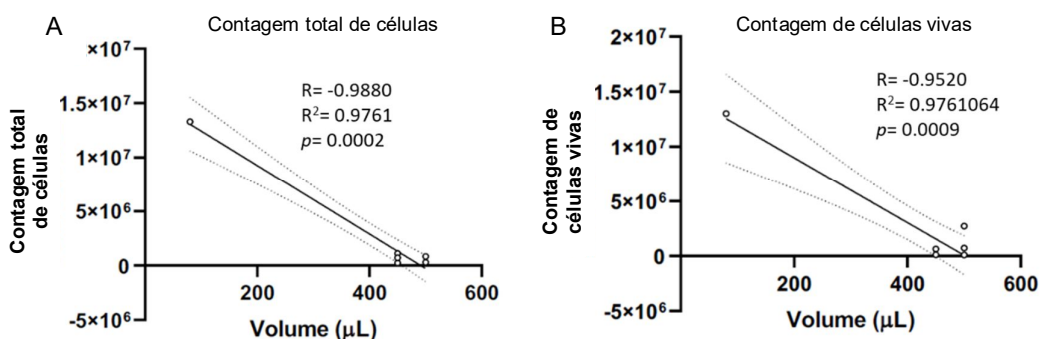 A
Contagem total de células
×10⁷
1.5×10⁷
1×10⁷
5×10⁶
0
-5×10⁶
Contagem total
de células
R= -0.9880
R²= 0.9761
p= 0.0002
200
400
600
Volume (μL)
B
Contagem de células vivas
2×10⁷
1.5×10⁷
1×10⁷
5×10⁶
0
-5×10⁶
Contagem de
células vivas
R= -0.9520
R²= 0.9761064
p= 0.0009
200
400
600
Volume (μL)